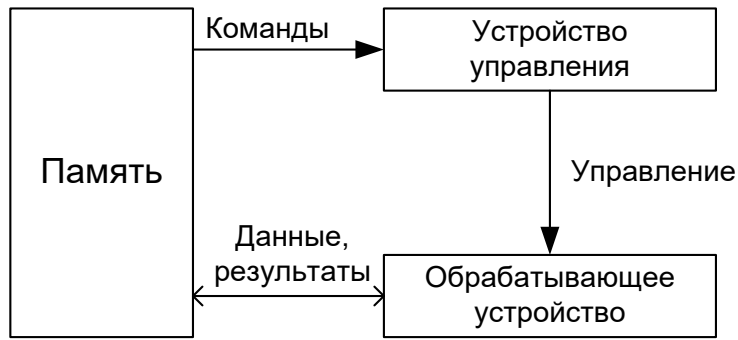 Команды
Устройство
управления
Память
Управление
Данные,
результаты
Обрабатывающее
устройство